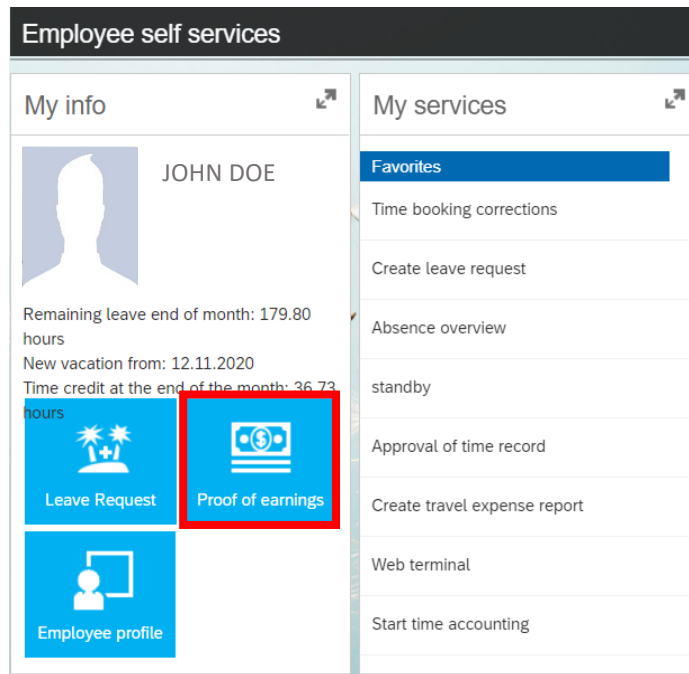 Employee self services
My info
JOHN DOE
Remaining leave end of month: 179.80
hours
New vacation from: 12.11.2020
Time credit at the end of the month: 36.73
hours
Leave Request
Proof of earnings
Employee profile
My services
Favorites
Time booking corrections
Create leave request
Absence overview
standby
Approval of time record
Create travel expense report
Web terminal
Start time accounting